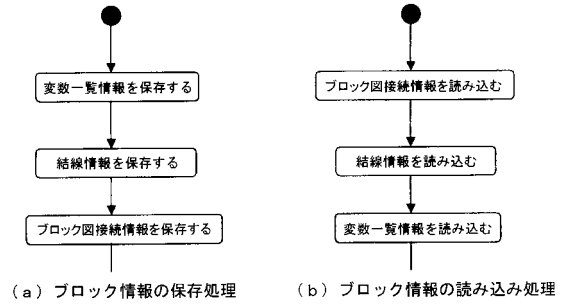 変数一覧情報を保存する
結線情報を保存する
ブロック図接続情報を保存する
(a) ブロック情報の保存処理
ブロック図接続情報を読み込む
結線情報を読み込む
変数一覧情報を読み込む
(b) ブロック情報の読み込み処理